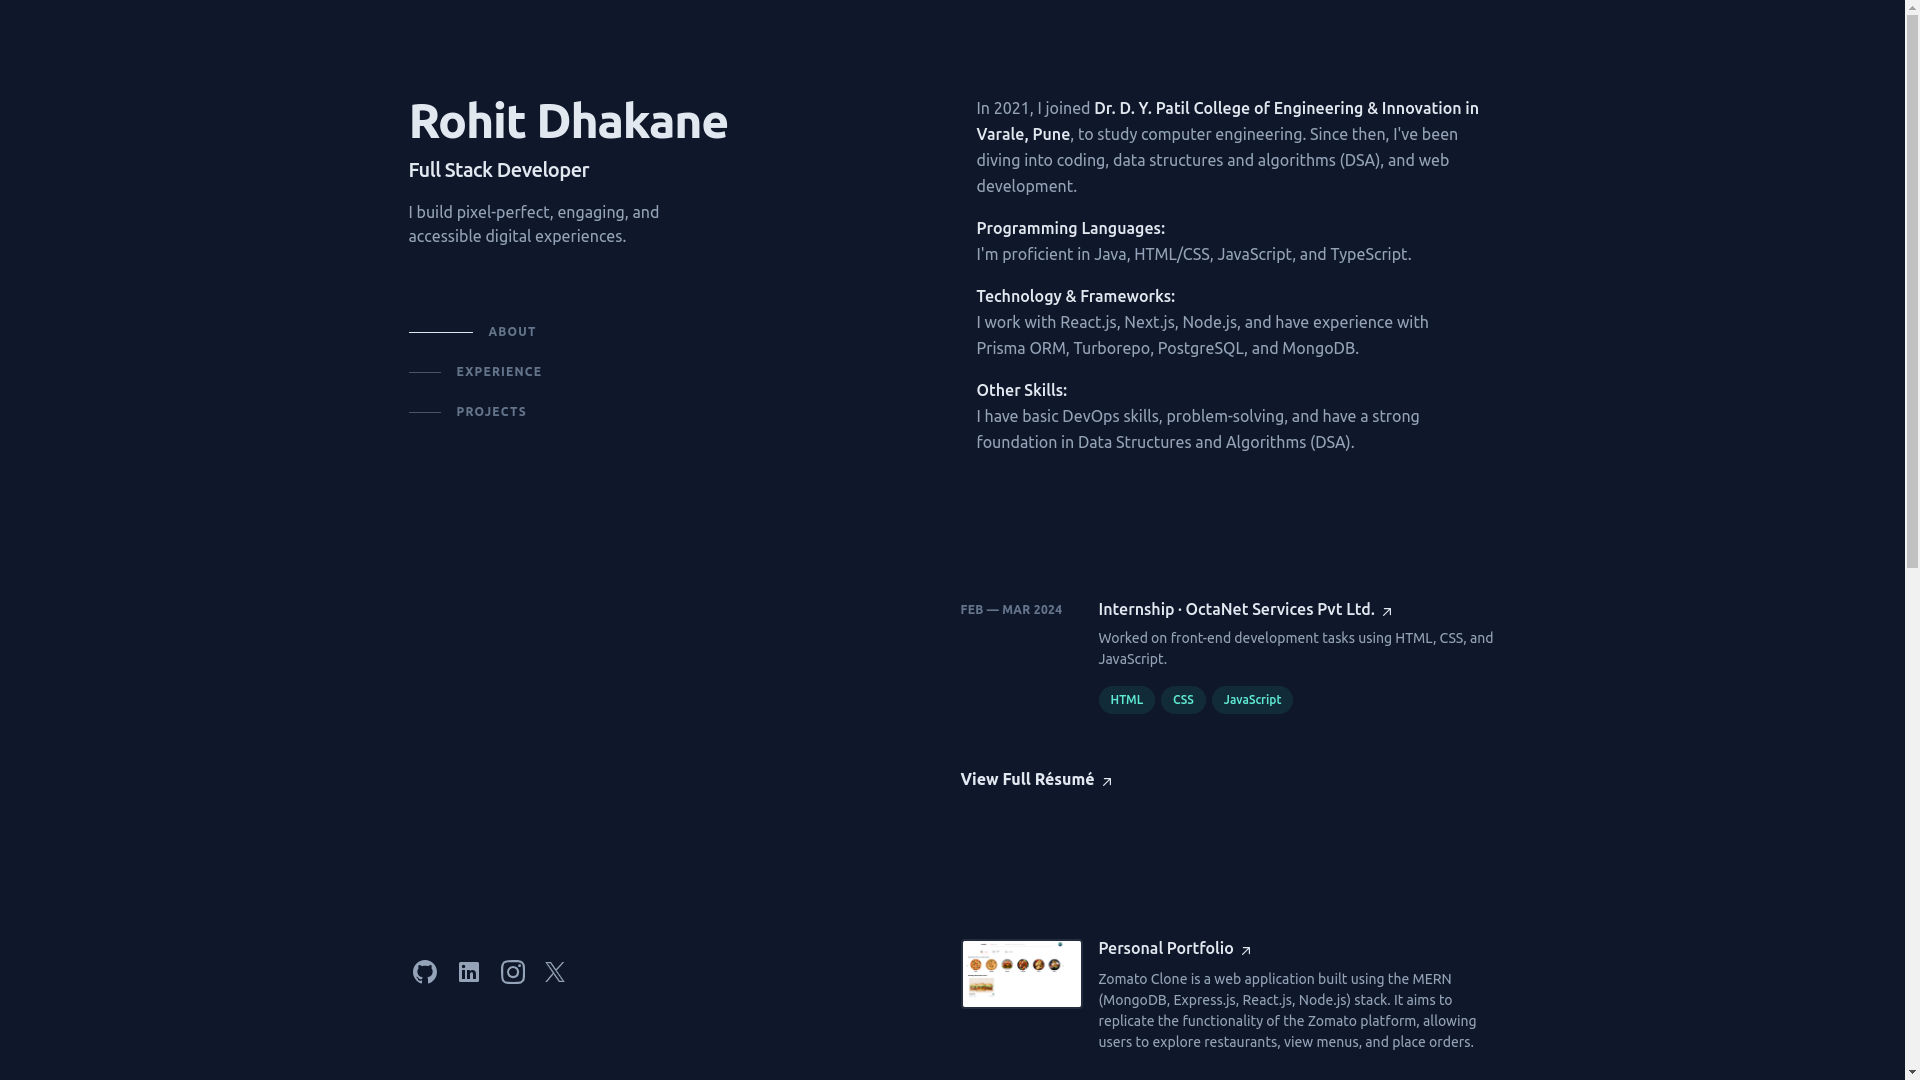 Rohit Dhakane
Full Stack Developer
I build pixel-perfect, engaging, and
accessible digital experiences.
ABOUT
EXPERIENCE
PROJECTS
In 2021, I joined Dr. D. Y. Patil College of Engineering & Innovation in
Varale, Pune, to study computer engineering. Since then, I've been
diving into coding, data structures and algorithms (DSA), and web
development.
Programming Languages:
I'm proficient in Java, HTML/CSS, JavaScript, and TypeScript.
Technology & Frameworks:
I work with React.js, Next.js, Node.js, and have experience with
Prisma ORM, Turborepo, PostgreSQL, and MongoDB.
Other Skills:
I have basic DevOps skills, problem-solving, and have a strong
foundation in Data Structures and Algorithms (DSA).
FEB — MAR 2024
Internship · OctaNet Services Pvt Ltd.
Worked on front-end development tasks using HTML, CSS, and
JavaScript.
HTML CSS JavaScript
View Full Résumé
Personal Portfolio
Zomato Clone is a web application built using the MERN
(MongoDB, Express.js, React.js, Node.js) stack. It aims to
replicate the functionality of the Zomato platform, allowing
users to explore restaurants, view menus, and place orders.